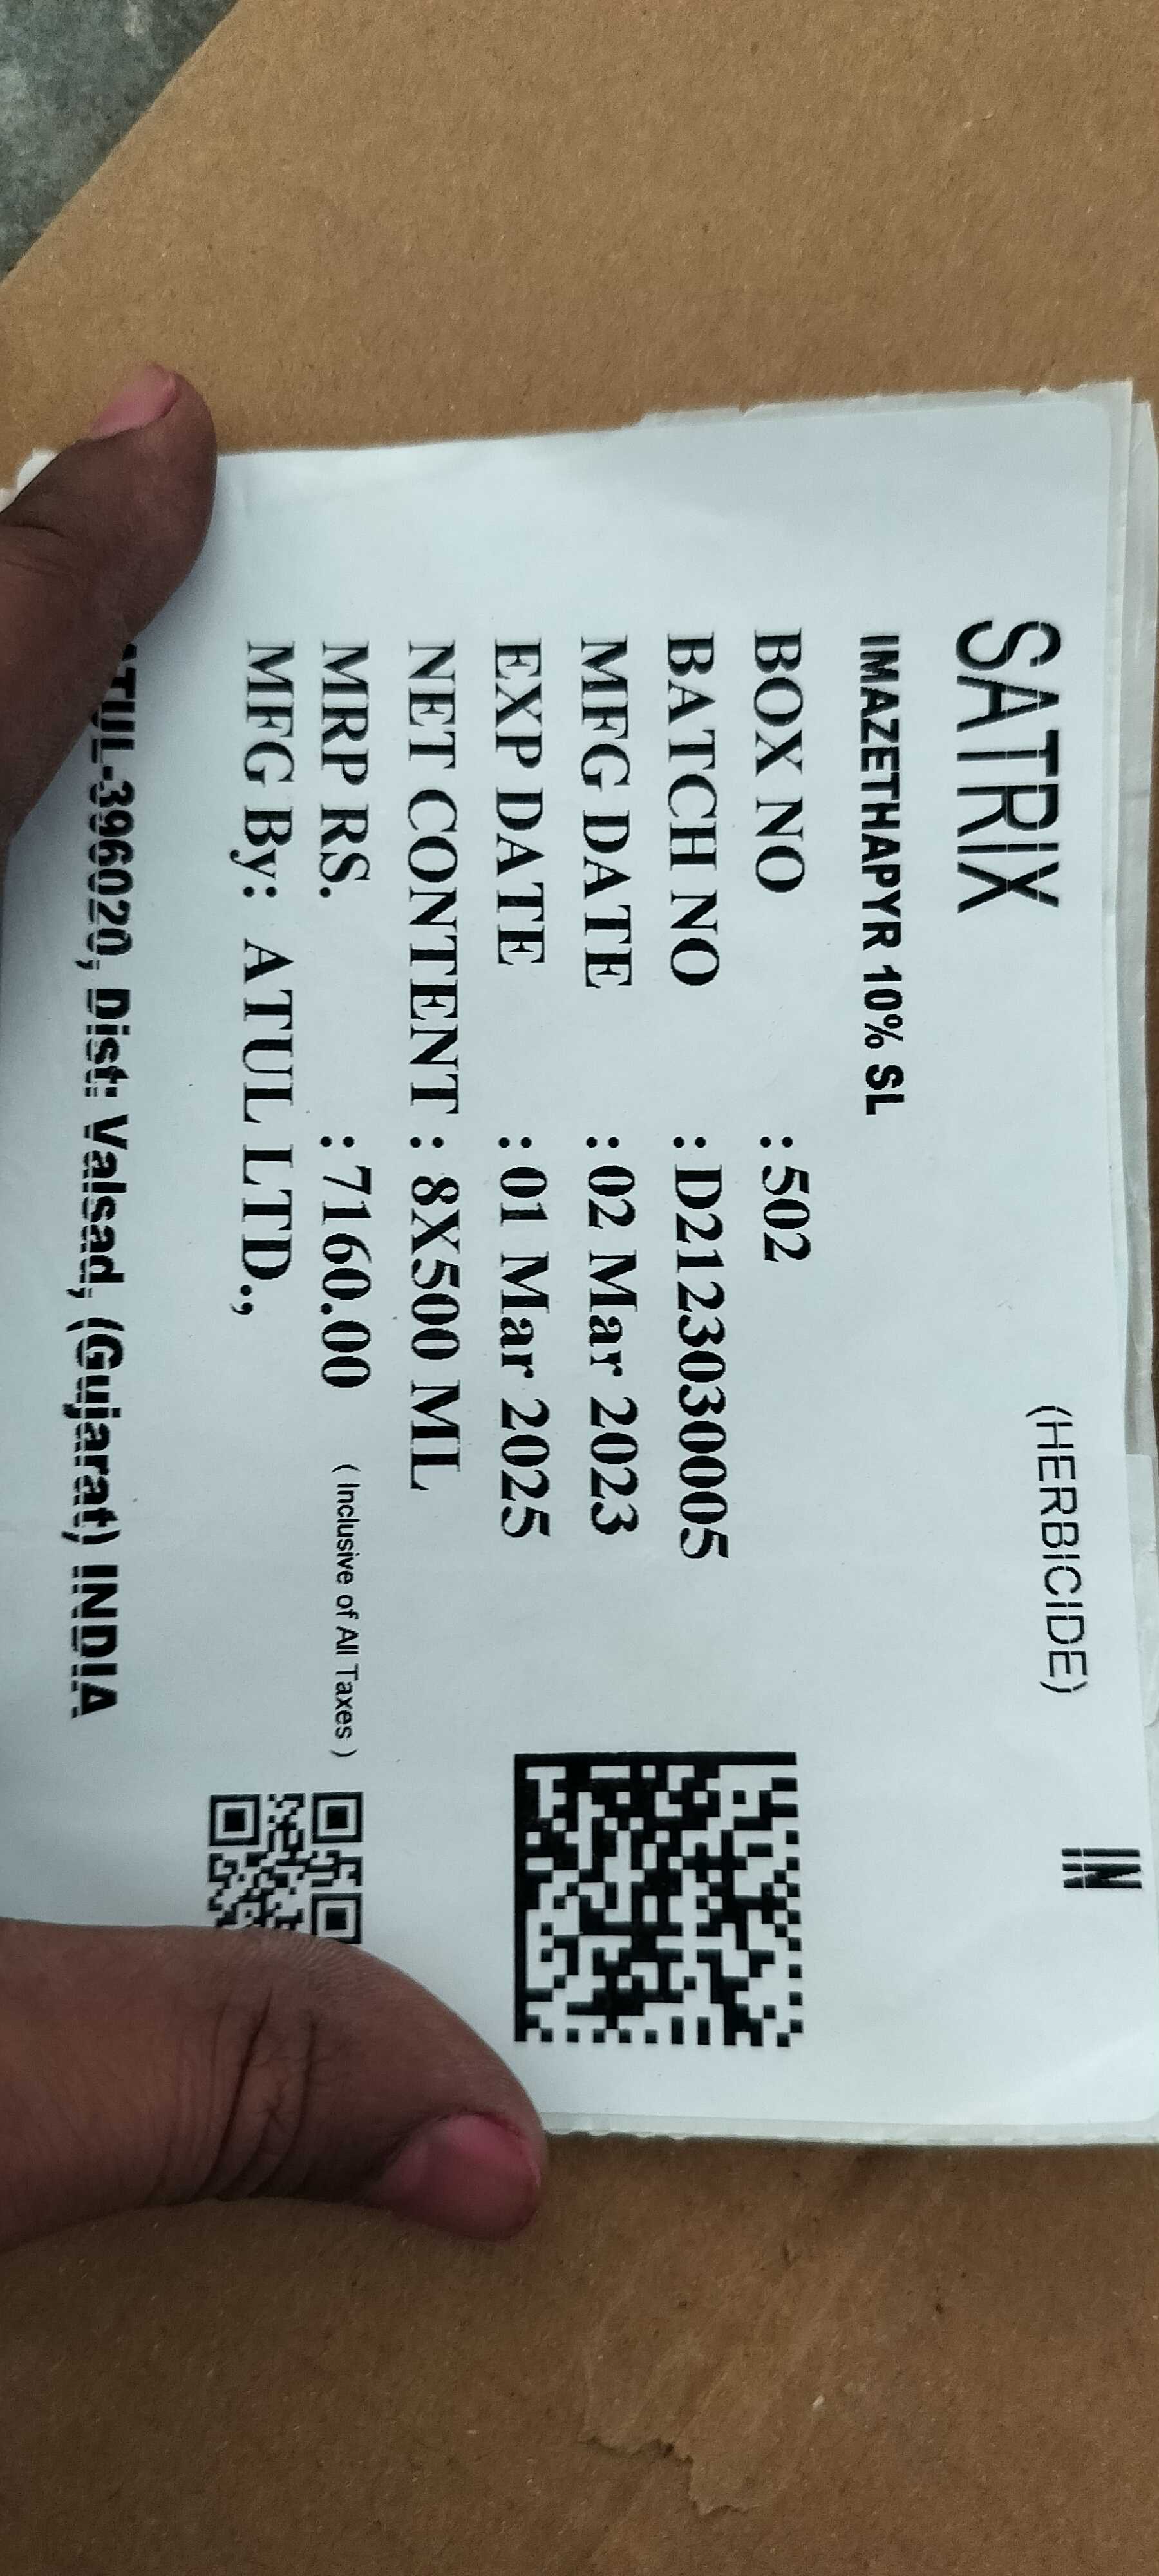 IN
SATRIX (HERBICIDE)
IMAZETHAPYR 10% SL
BOX NO : 502
BATCH NO : D2123030005
MFG DATE : 02 Mar 2023
EXP DATE : 01 Mar 2025
NET CONTENT : 8X500 ML
MRP RS. : 7160.00 ( Inclusive of All Taxes )
MFG By: ATUL LTD.,
ATUL-396020, Dist: Valsad, (Gujarat) INDIA